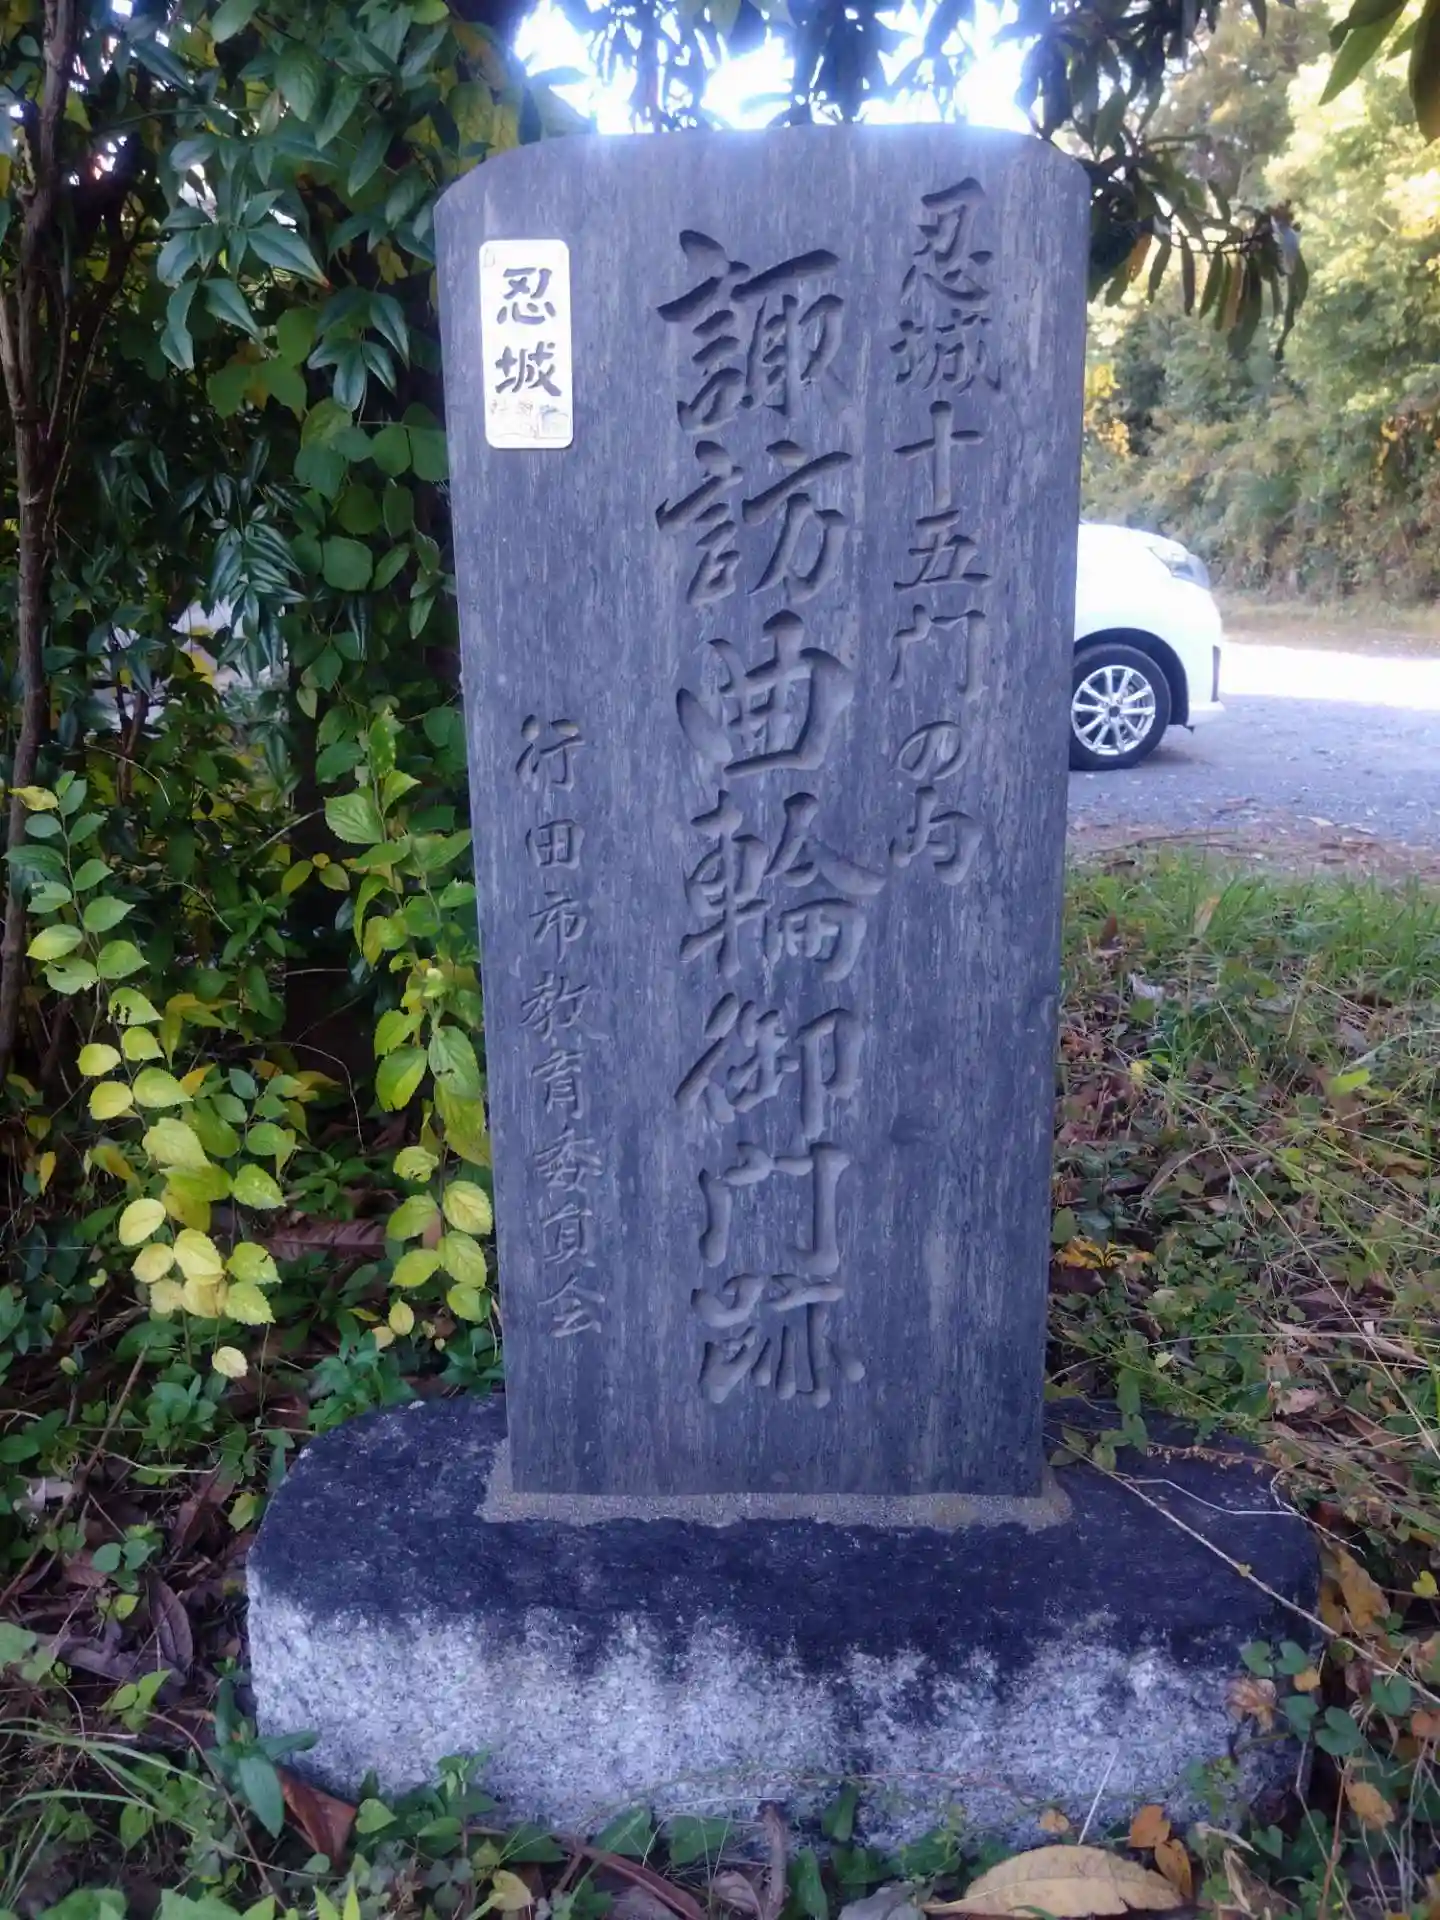 忍城十五門の内
諏訪曲輪御門跡
行田市教育委員会
忍城